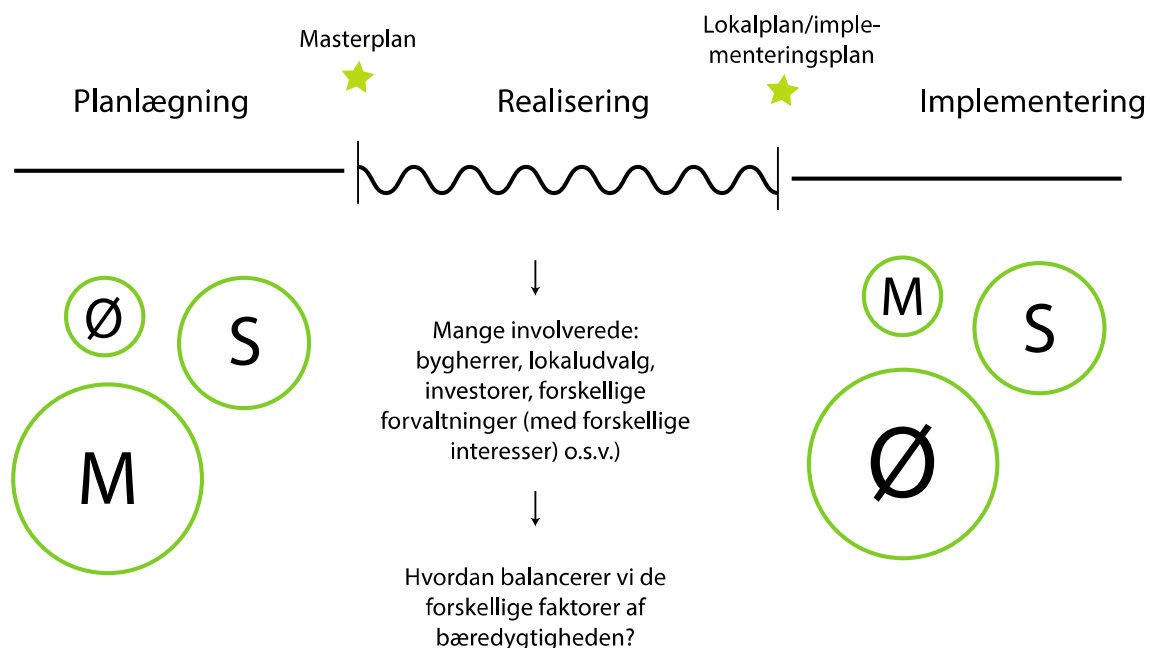 Masterplan
Lokalplan/imple-
menteringsplan
Planlægning
Realisering
Implementering
Ø
S
M
Mange involverede:
bygherrer, lokaludvalg,
investorer, forskellige
forvaltninger (med forskellige
interesser) o.s.v.)
Hvordan balancerer vi de
forskellige faktorer af
bæredygtigheden?
M
S
Ø